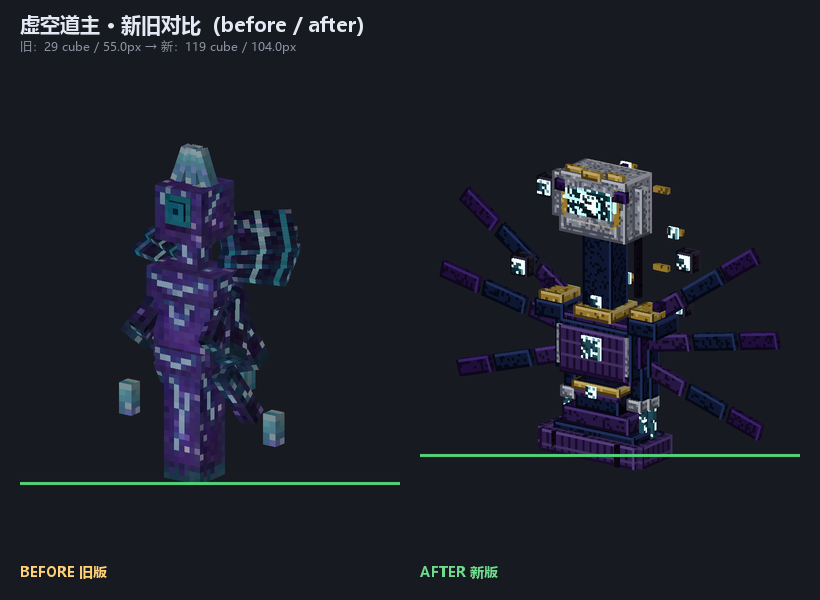 虚空道主 • 新旧对比 (before / after)
旧: 29 cube / 55.0px → 新: 119 cube / 104.0px
BEFORE 旧版
AFTER 新版